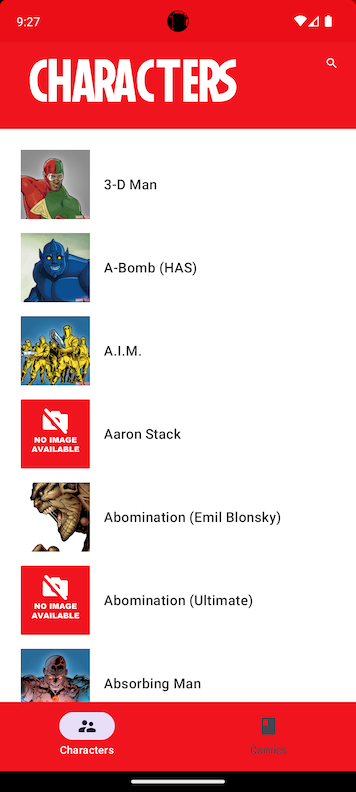 9:27
CHARACTERS
3-D Man
A-Bomb (HAS)
A.I.M.
NO IMAGE
AVAILABLE
Aaron Stack
Abomination (Emil Blonsky)
NO IMAGE
AVAILABLE
Abomination (Ultimate)
Absorbing Man
Characters
Comics